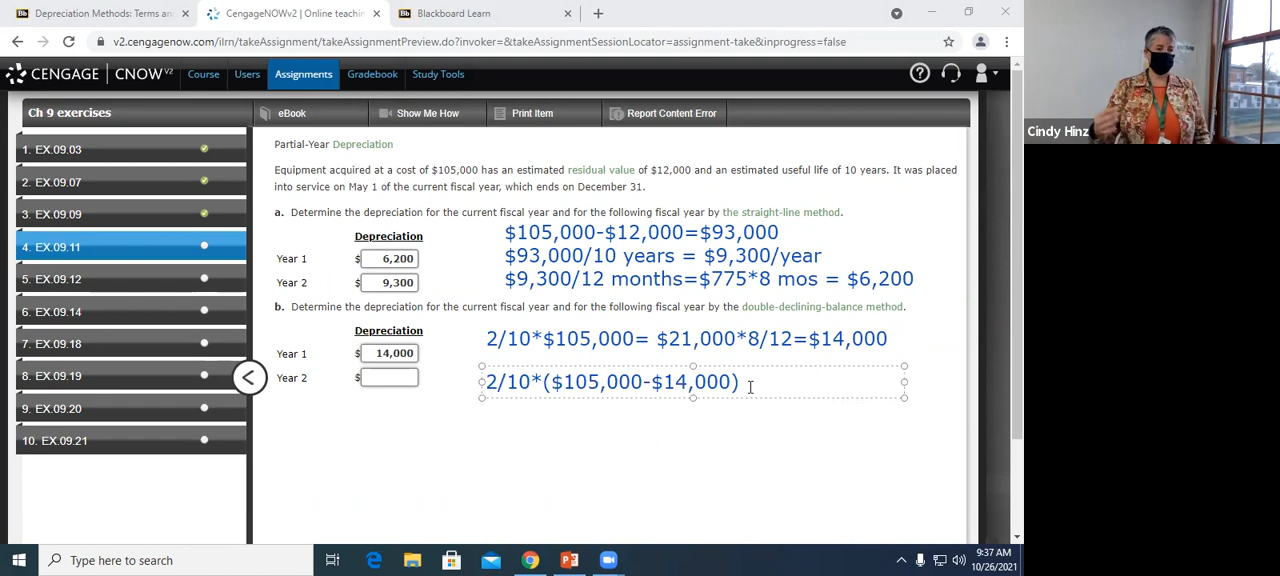 Depreciation Methods: Terms an
CengageNOWv2 | Online teachin
Blackboard Learn
v2.cengagenow.com/ilrn/takeAssignment/takeAssignmentPreview.do?invoker=&takeAssignmentSessionLocator=assignment-take&inprogress=false
CENGAGE | CNOWv2 Course Users Assignments Gradebook Study Tools
Ch 9 exercises
eBook Show Me How Print Item Report Content Error
1. EX.09.03
2. EX.09.07
3. EX.09.09
4. EX.09.11
5. EX.09.12
6. EX.09.14
7. EX.09.18
8. EX.09.19
9. EX.09.20
10. EX.09.21
Partial-Year Depreciation
Equipment acquired at a cost of $105,000 has an estimated residual value of $12,000 and an estimated useful life of 10 years. It was placed
into service on May 1 of the current fiscal year, which ends on December 31.
a. Determine the depreciation for the current fiscal year and for the following fiscal year by the straight-line method.
Depreciation
Year 1 $ 6,200
Year 2 $ 9,300
$105,000-$12,000=$93,000
$93,000/10 years = $9,300/year
$9,300/12 months=$775*8 mos = $6,200
b. Determine the depreciation for the current fiscal year and for the following fiscal year by the double-declining-balance method.
Depreciation
Year 1 $ 14,000
Year 2 $
2/10*$105,000= $21,000*8/12=$14,000
2/10*($105,000-$14,000)
Cindy Hinz
Type here to search
9:37 AM
10/26/2021